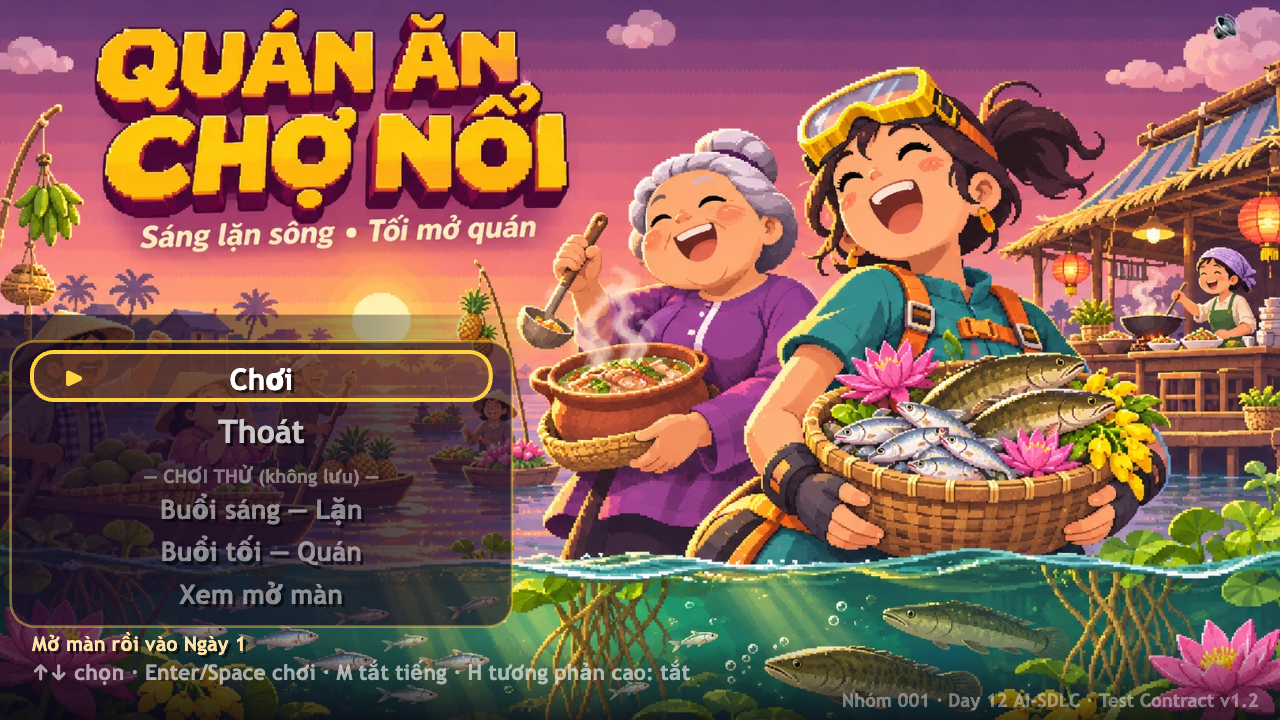 QUÁN ĂN
CHỢ NỔI
Sáng lặn sông • Tối mở quán
Chơi
Thoát
— CHƠI THỬ (không lưu) —
Buổi sáng — Lặn
Buổi tối — Quán
Xem mở màn
Mở màn rồi vào Ngày 1
↑↓ chọn · Enter/Space chơi · M tắt tiếng · H tương phản cao: tắt
Nhóm 001 · Day 12 AI-SDLC · Test Contract v1.2